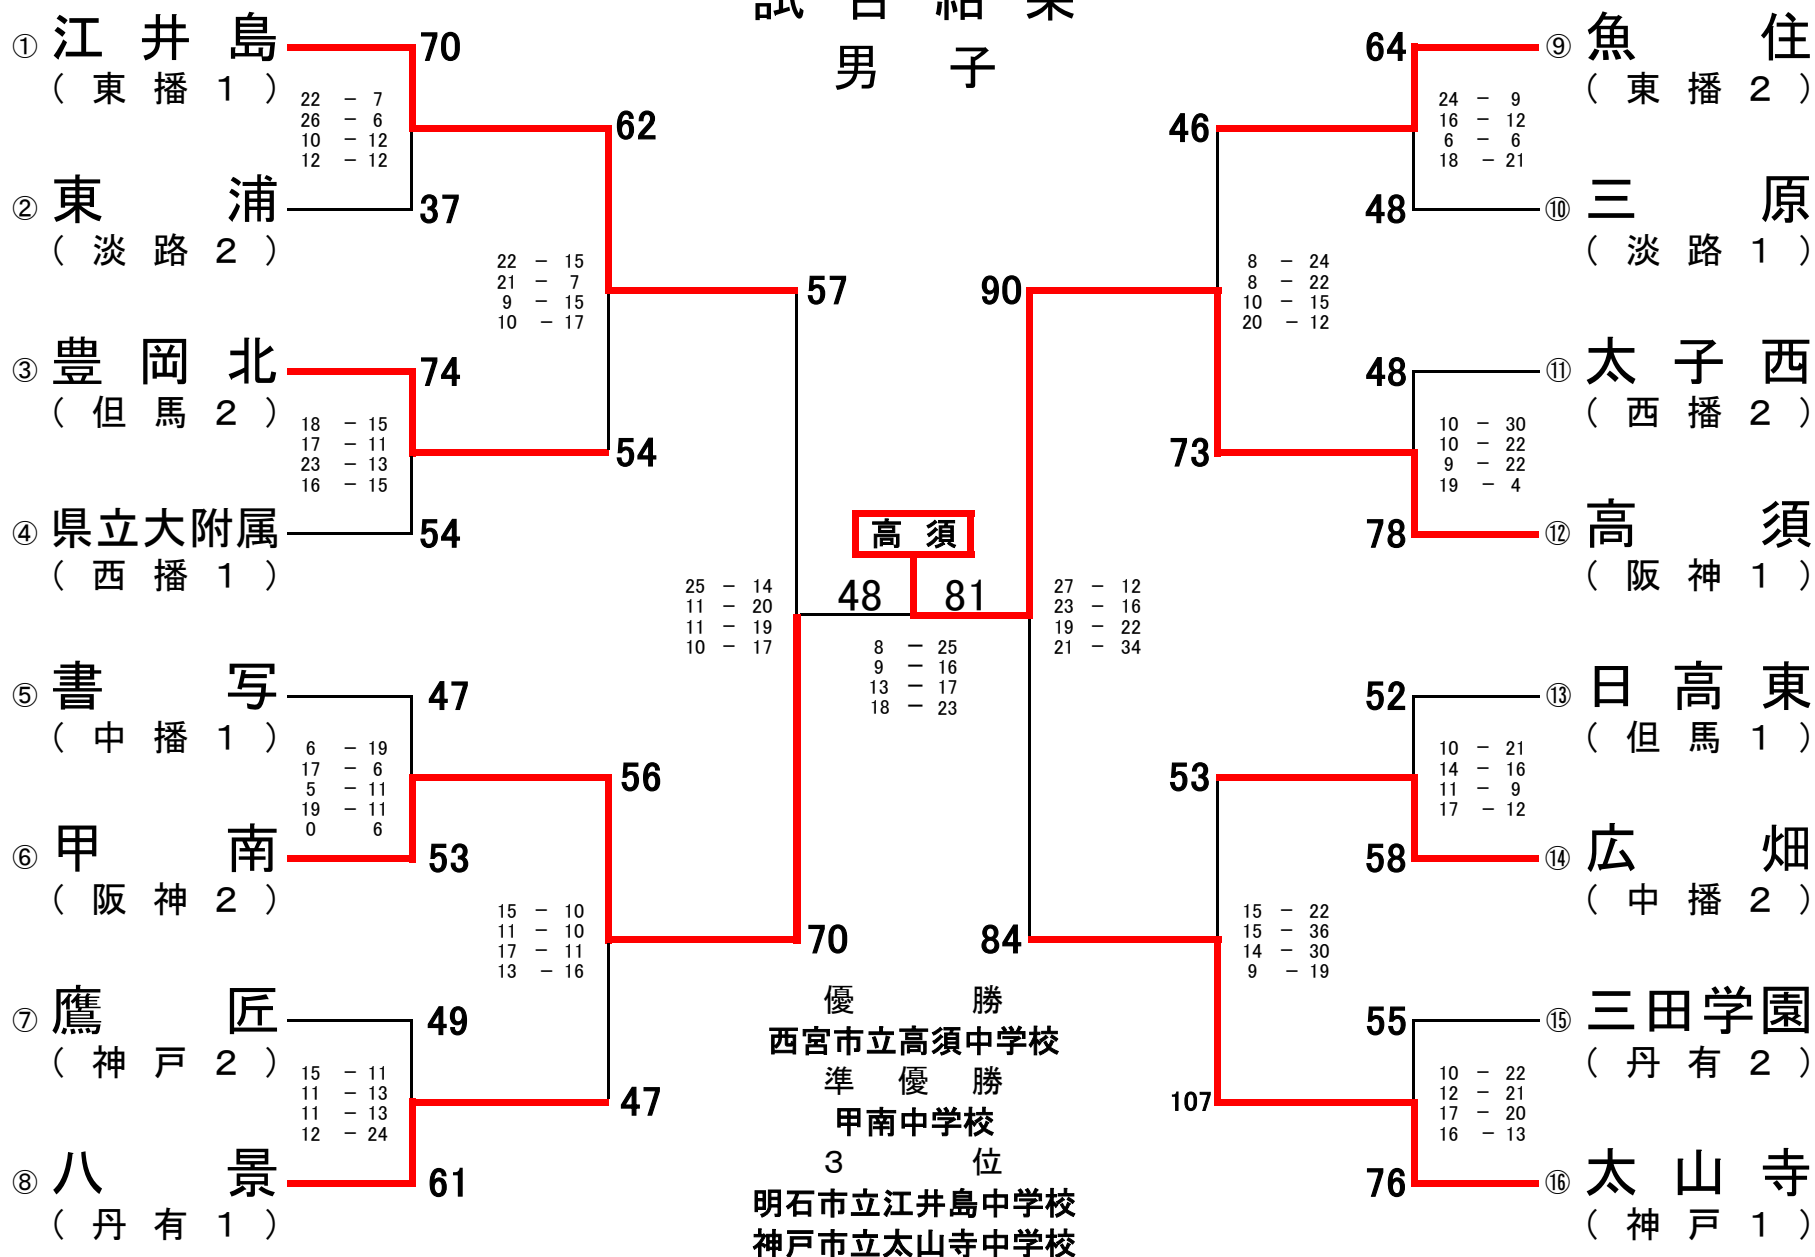 試合結果
男子
① 江井島 70
(東播1)
22 - 7
26 - 6
10 - 12
12 - 12
② 東浦 37
(淡路2)
62
22 - 15
21 - 7
9 - 15
10 - 17
③ 豊岡北 74
(但馬2)
18 - 15
17 - 11
23 - 13
16 - 15
④ 県立大附属 54
(西播1)
54
57
25 - 14
11 - 20
11 - 19
10 - 17
⑤ 書写 47
(中播1)
6 - 19
17 - 6
5 - 11
19 - 11
0 6
⑥ 甲南 53
(阪神2)
56
15 - 10
11 - 10
17 - 11
13 - 16
⑦ 鷹匠 49
(神戸2)
15 - 11
11 - 13
11 - 13
12 - 24
⑧ 八景 61
(丹有1)
47
70
高須
48 81
8 - 25
9 - 16
13 - 17
18 - 23
64 ⑨ 魚住
(東播2)
24 - 9
16 - 12
6 - 6
18 - 21
48 ⑩ 三原
(淡路1)
46
8 - 24
8 - 22
10 - 15
20 - 12
48 ⑪ 太子西
(西播2)
10 - 30
10 - 22
9 - 22
19 - 4
78 ⑫ 高須
(阪神1)
73
90
27 - 12
23 - 16
19 - 22
21 - 34
52 ⑬ 日高東
(但馬1)
10 - 21
14 - 16
11 - 9
17 - 12
58 ⑭ 広畑
(中播2)
53
15 - 22
15 - 36
14 - 30
9 - 19
55 ⑮ 三田学園
(丹有2)
10 - 22
12 - 21
17 - 20
16 - 13
76 ⑯ 太山寺
(神戸1)
107
84
優勝
西宮市立高須中学校
準優勝
甲南中学校
3位
明石市立江井島中学校
神戸市立太山寺中学校